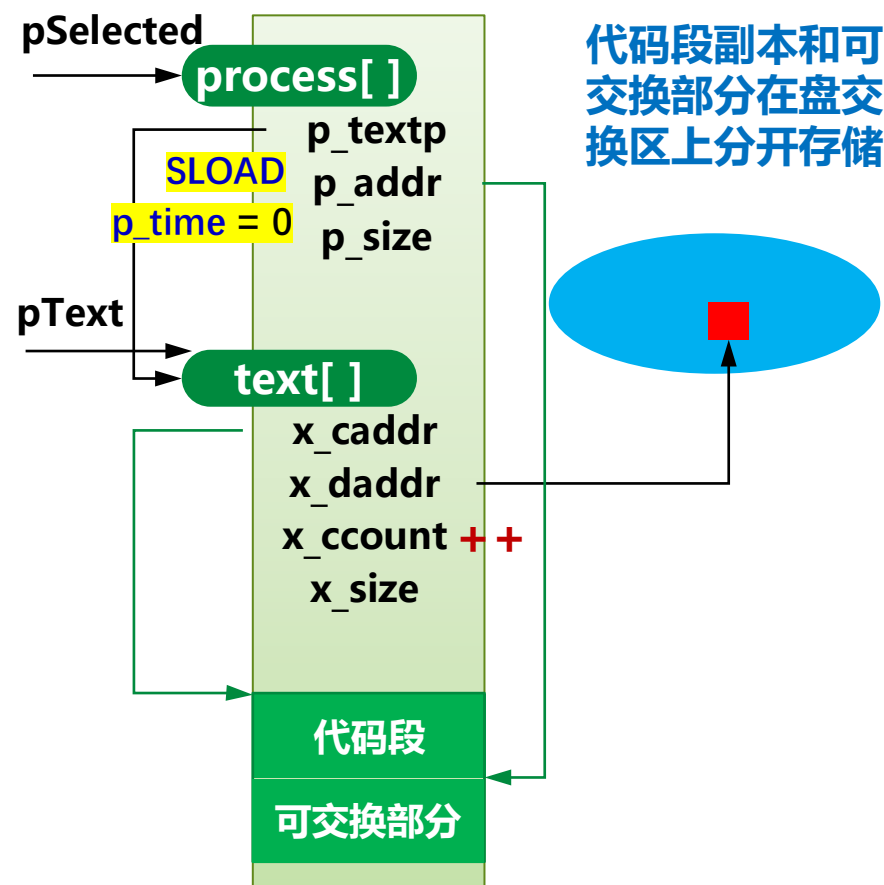 pSelected
process[ ]
代码段副本和可
交换部分在盘交
换区上分开存储
p_textp
SLOAD
p_addr
p_time = 0
p_size
pText
text[ ]
x_caddr
x_daddr
x_ccount ++
x_size
代码段
可交换部分